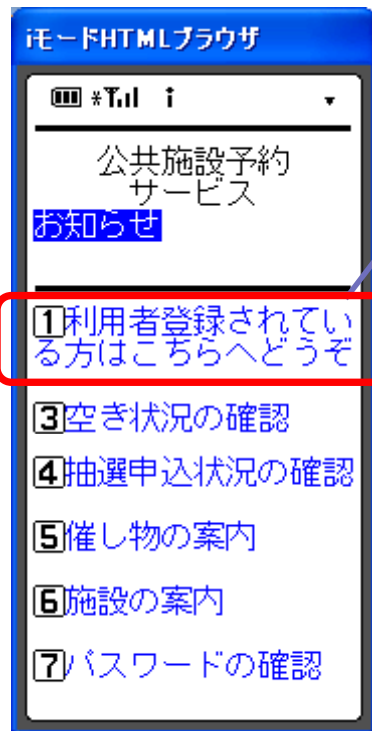 iモードHTMLブラウザ
i
公共施設予約
サービス
お知らせ
1利用者登録されてい
る方はこちらへどうぞ
3空き状況の確認
4抽選申込状況の確認
5催し物の案内
6施設の案内
7パスワードの確認